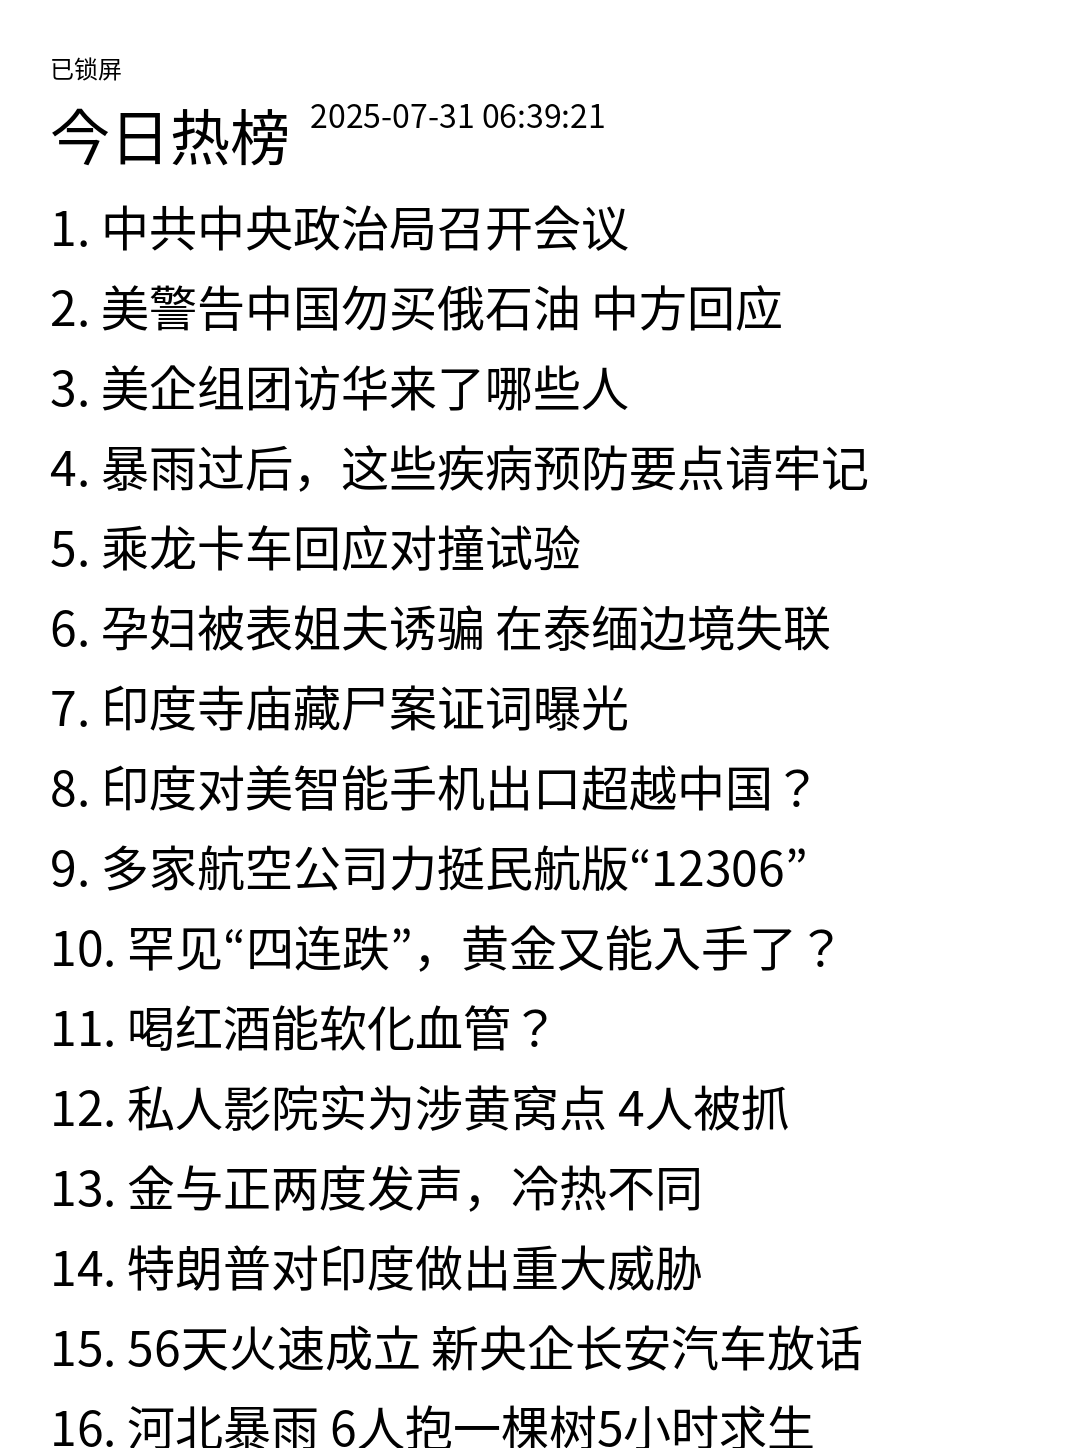 已锁屏
今日热榜 2025-07-31 06:39:21
1. 中共中央政治局召开会议
2. 美警告中国勿买俄石油 中方回应
3. 美企组团访华来了哪些人
4. 暴雨过后，这些疾病预防要点请牢记
5. 乘龙卡车回应对撞试验
6. 孕妇被表姐夫诱骗 在泰缅边境失联
7. 印度寺庙藏尸案证词曝光
8. 印度对美智能手机出口超越中国？
9. 多家航空公司力挺民航版“12306”
10. 罕见“四连跌”，黄金又能入手了？
11. 喝红酒能软化血管？
12. 私人影院实为涉黄窝点 4人被抓
13. 金与正两度发声，冷热不同
14. 特朗普对印度做出重大威胁
15. 56天火速成立 新央企长安汽车放话
16. 河北暴雨 6人抱一棵树5小时求生